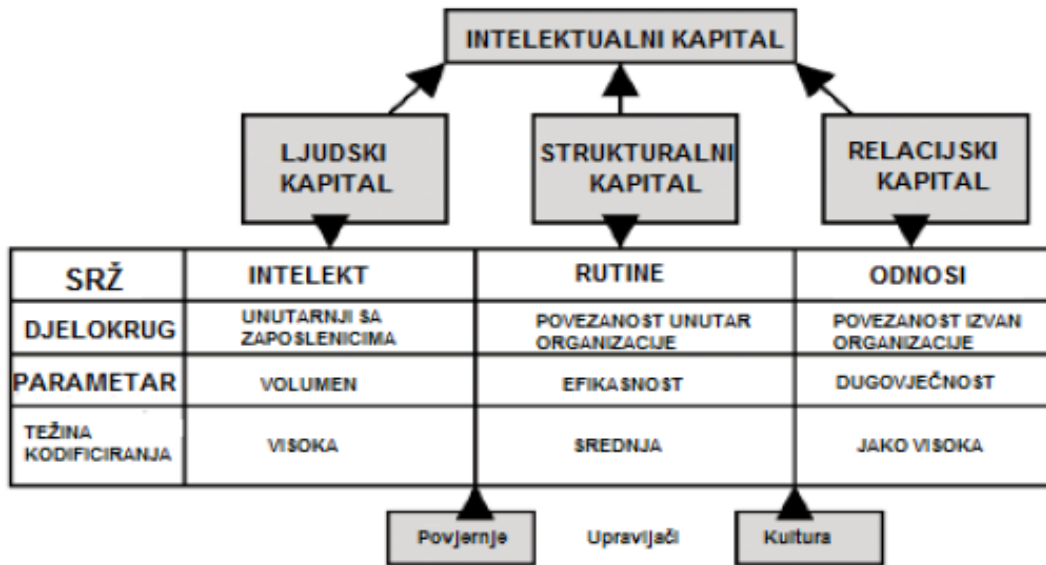 INTELEKTUALNI KAPITAL
LJUDSKI
KAPITAL
STRUKTURALNI
KAPITAL
RELACIJSKI
KAPITAL
SRŽ
INTELEKT
RUTINE
ODNOSI
DJELOKRUG
UNUTARNJI SA
ZAPOSLENICIMA
POVEZANOST UNUTAR
ORGANIZACIJE
POVEZANOST IZVAN
ORGANIZACIJE
PARAMETAR
VOLUMEN
EFIKASNOST
DUGOVJEČNOST
TEŽINA
KODIFICIRANJA
VISOKA
SREDNJA
JAKO VISOKA
Povjernje
Upravijači
Kultura